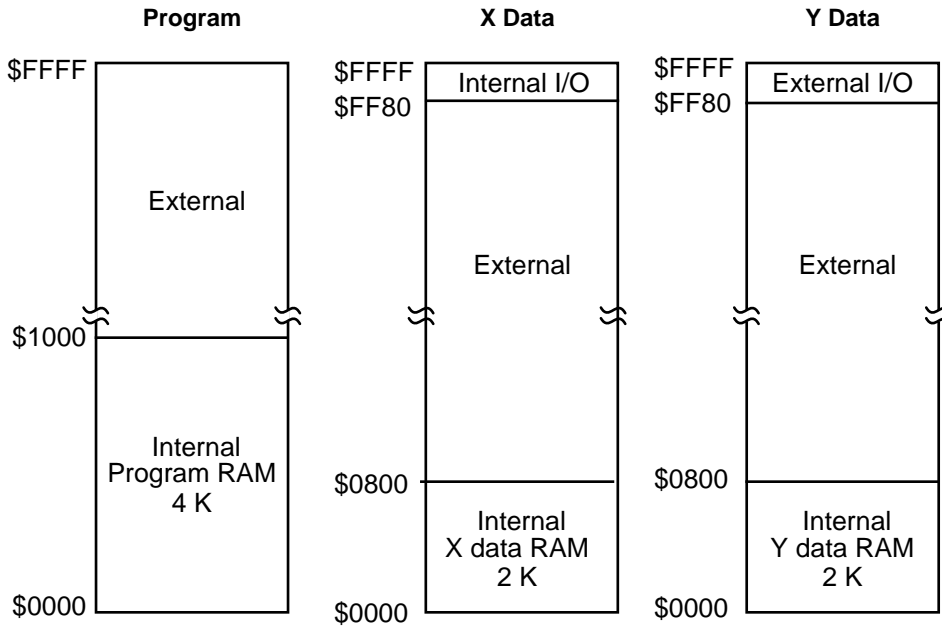 Program
$FFFF
External
$1000
Internal
Program RAM
4 K
$0000
X Data
$FFFF
Internal I/O
$FF80
External
$0800
Internal
X data RAM
2 K
$0000
Y Data
$FFFF
External I/O
$FF80
External
$0800
Internal
Y data RAM
2 K
$0000